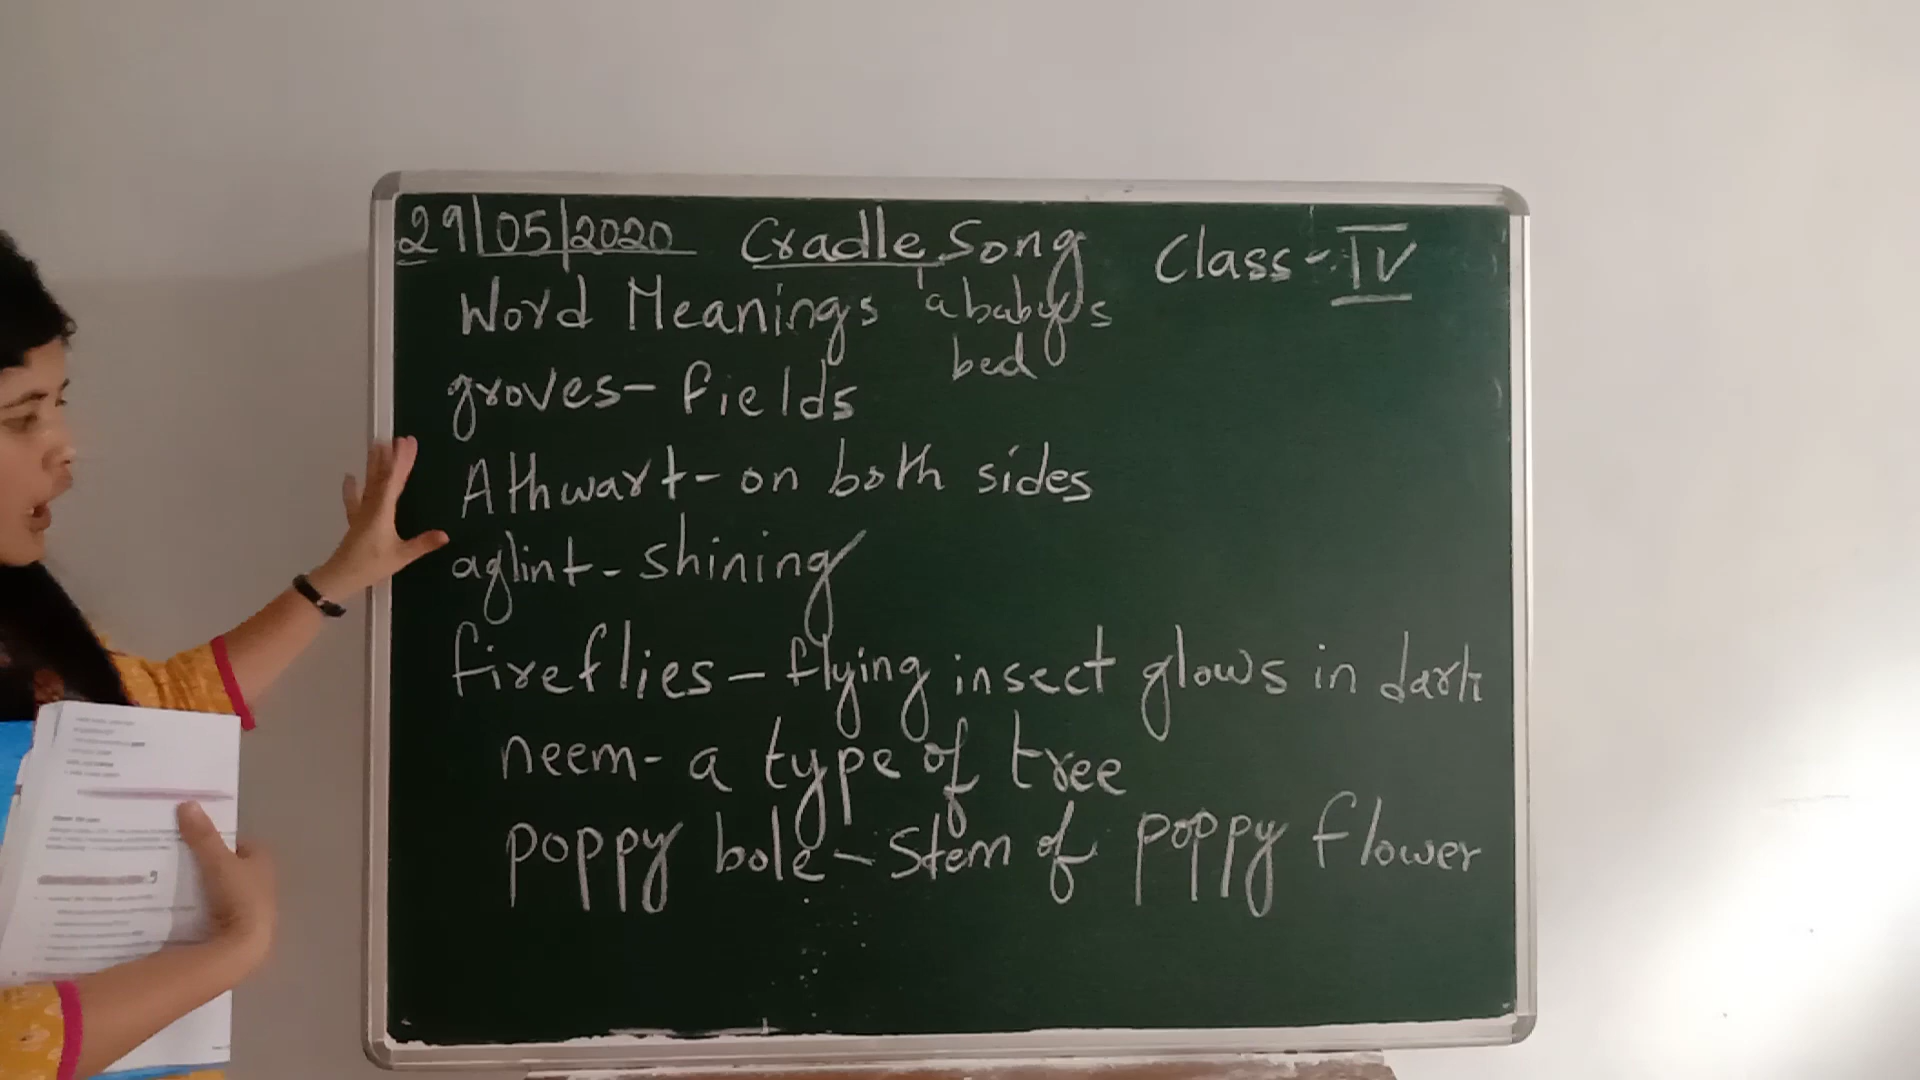 29/05/2020 Cradle Song Class - IV
Word Meanings a baby's
bed
groves - fields
Athwart - on both sides
aglint - shining
fireflies - flying insect glows in dark
neem - a type of tree
poppy bole - Stem of poppy flower